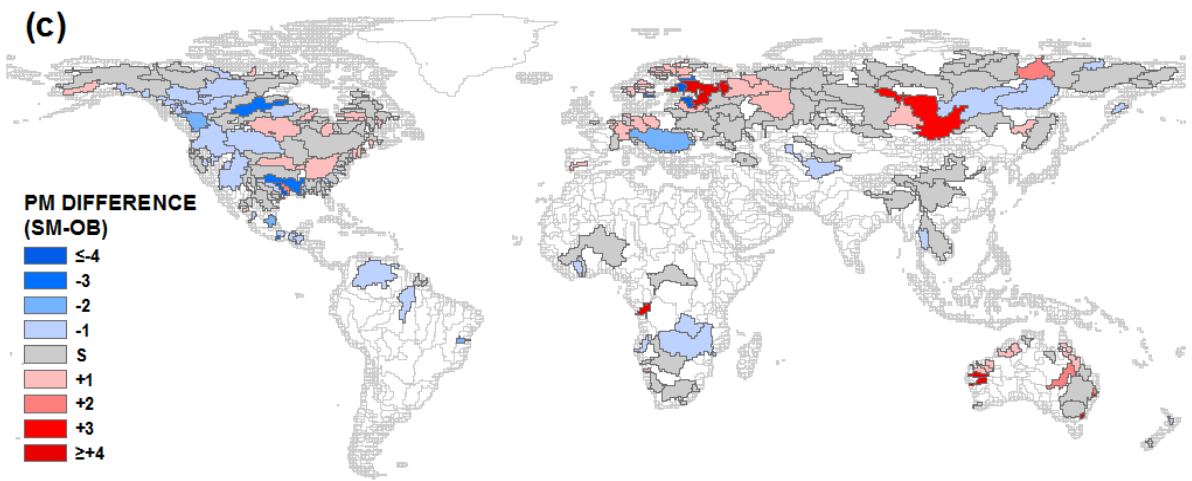 (c)
PM DIFFERENCE
(SM-OB)
≤-4
-3
-2
-1
S
+1
+2
+3
≥+4